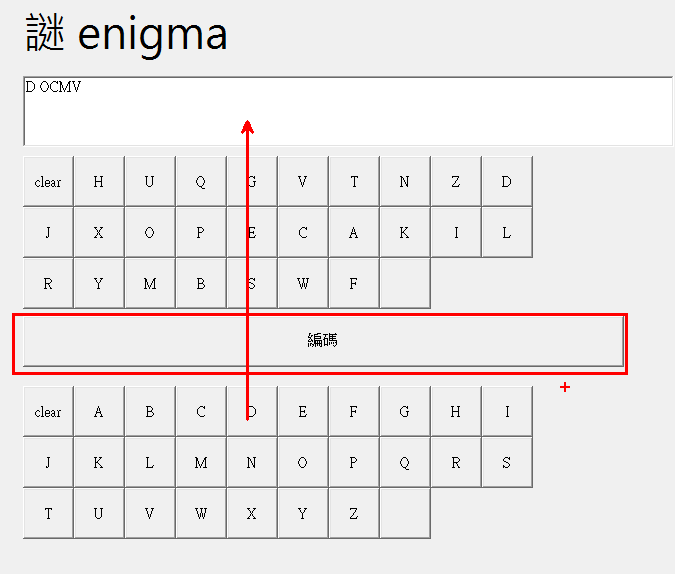 謎 enigma
D OCMV
clear H U Q G V T N Z D
J X O P E C A K I L
R Y M B S W F
編碼
clear A B C D E F G H I
J K L M N O P Q R S
T U V W X Y Z